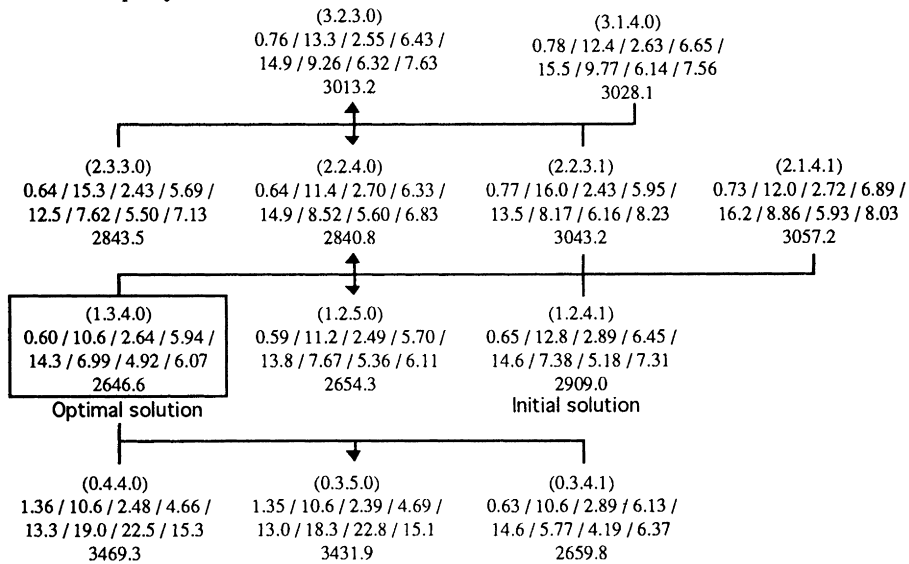 (3.2.3.0)
0.76 / 13.3 / 2.55 / 6.43 /
14.9 / 9.26 / 6.32 / 7.63
3013.2
(3.1.4.0)
0.78 / 12.4 / 2.63 / 6.65 /
15.5 / 9.77 / 6.14 / 7.56
3028.1
(2.3.3.0)
0.64 / 15.3 / 2.43 / 5.69 /
12.5 / 7.62 / 5.50 / 7.13
2843.5
(2.2.4.0)
0.64 / 11.4 / 2.70 / 6.33 /
14.9 / 8.52 / 5.60 / 6.83
2840.8
(2.2.3.1)
0.77 / 16.0 / 2.43 / 5.95 /
13.5 / 8.17 / 6.16 / 8.23
3043.2
(2.1.4.1)
0.73 / 12.0 / 2.72 / 6.89 /
16.2 / 8.86 / 5.93 / 8.03
3057.2
(1.3.4.0)
0.60 / 10.6 / 2.64 / 5.94 /
14.3 / 6.99 / 4.92 / 6.07
2646.6
Optimal solution
(1.2.5.0)
0.59 / 11.2 / 2.49 / 5.70 /
13.8 / 7.67 / 5.36 / 6.11
2654.3
(1.2.4.1)
0.65 / 12.8 / 2.89 / 6.45 /
14.6 / 7.38 / 5.18 / 7.31
2909.0
Initial solution
(0.4.4.0)
1.36 / 10.6 / 2.48 / 4.66 /
13.3 / 19.0 / 22.5 / 15.3
3469.3
(0.3.5.0)
1.35 / 10.6 / 2.39 / 4.69 /
13.0 / 18.3 / 22.8 / 15.1
3431.9
(0.3.4.1)
0.63 / 10.6 / 2.89 / 6.13 /
14.6 / 5.77 / 4.19 / 6.37
2659.8